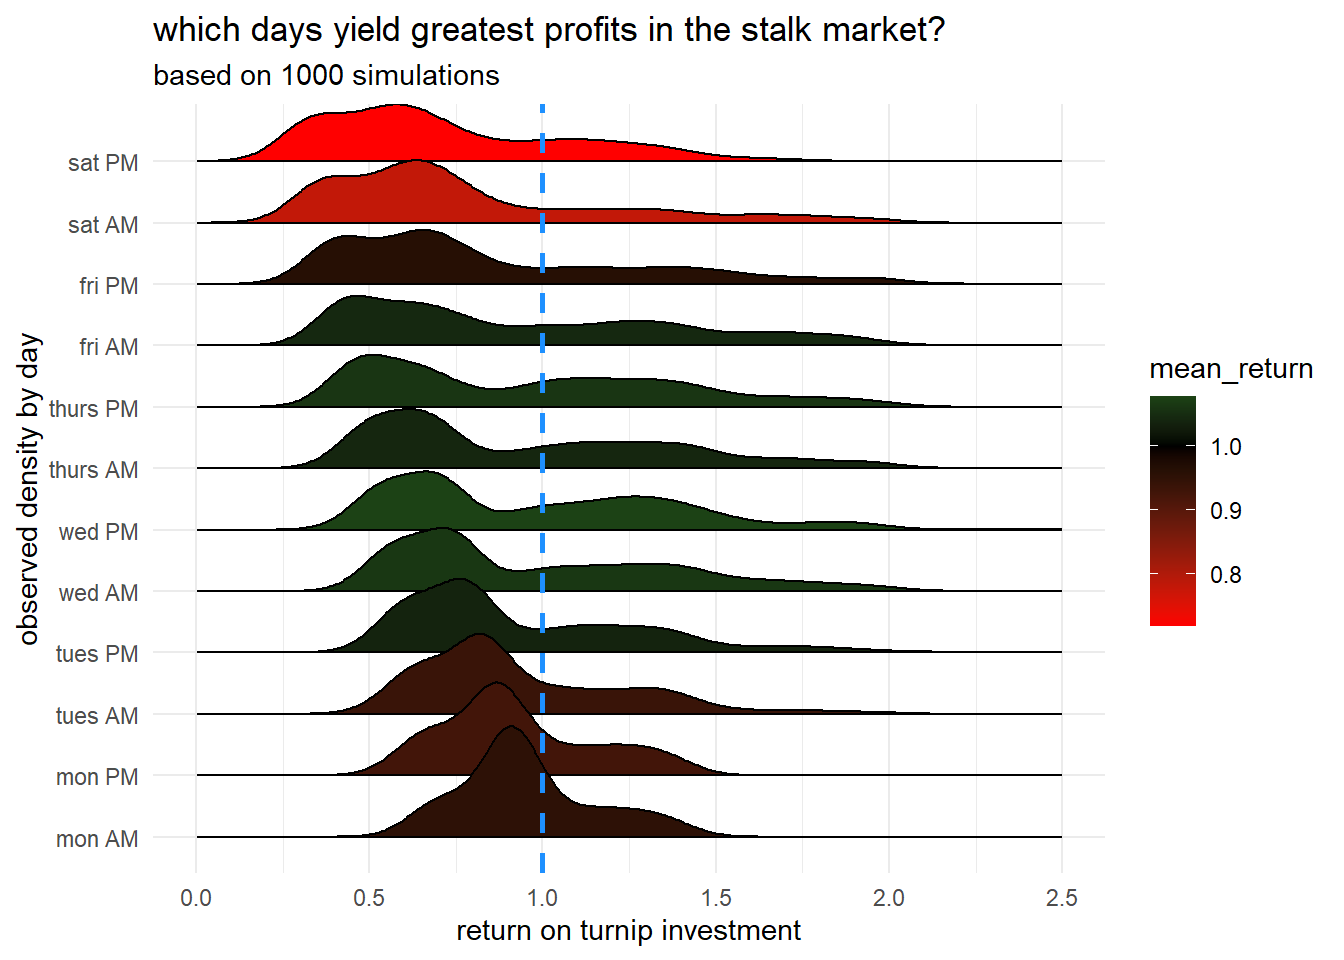 which days yield greatest profits in the stalk market?
based on 1000 simulations
observed density by day
sat PM
sat AM
fri PM
fri AM
thurs PM
thurs AM
wed PM
wed AM
tues PM
tues AM
mon PM
mon AM
0.0 0.5 1.0 1.5 2.0 2.5
return on turnip investment
mean_return
1.0
0.9
0.8